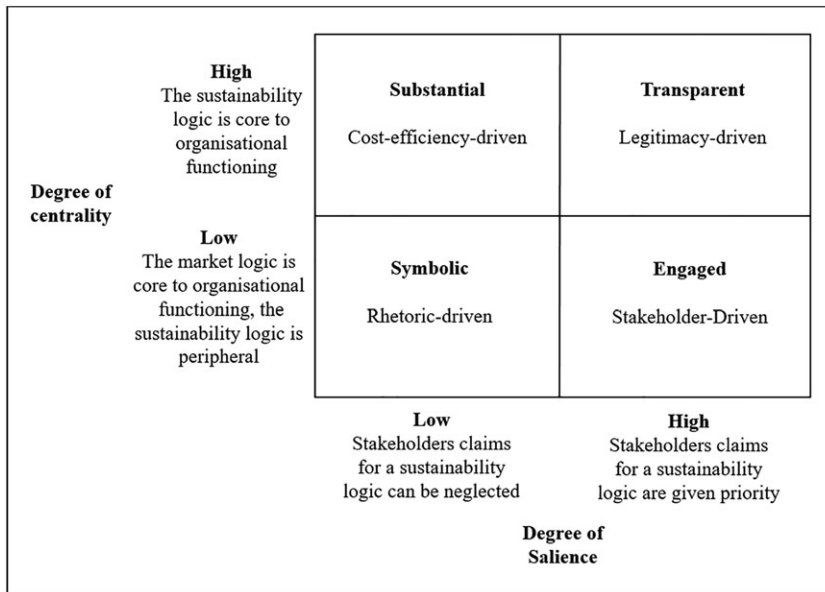 High
The sustainability
logic is core to
organisational
functioning
Substantial
Cost-efficiency-driven
Transparent
Legitimacy-driven
Degree of
centrality
Low
The market logic is
core to organisational
functioning, the
sustainability logic is
peripheral
Symbolic
Rhetoric-driven
Engaged
Stakeholder-Driven
Low
Stakeholders claims
for a sustainability
logic can be neglected
High
Stakeholders claims
for a sustainability
logic are given priority
Degree of
Salience